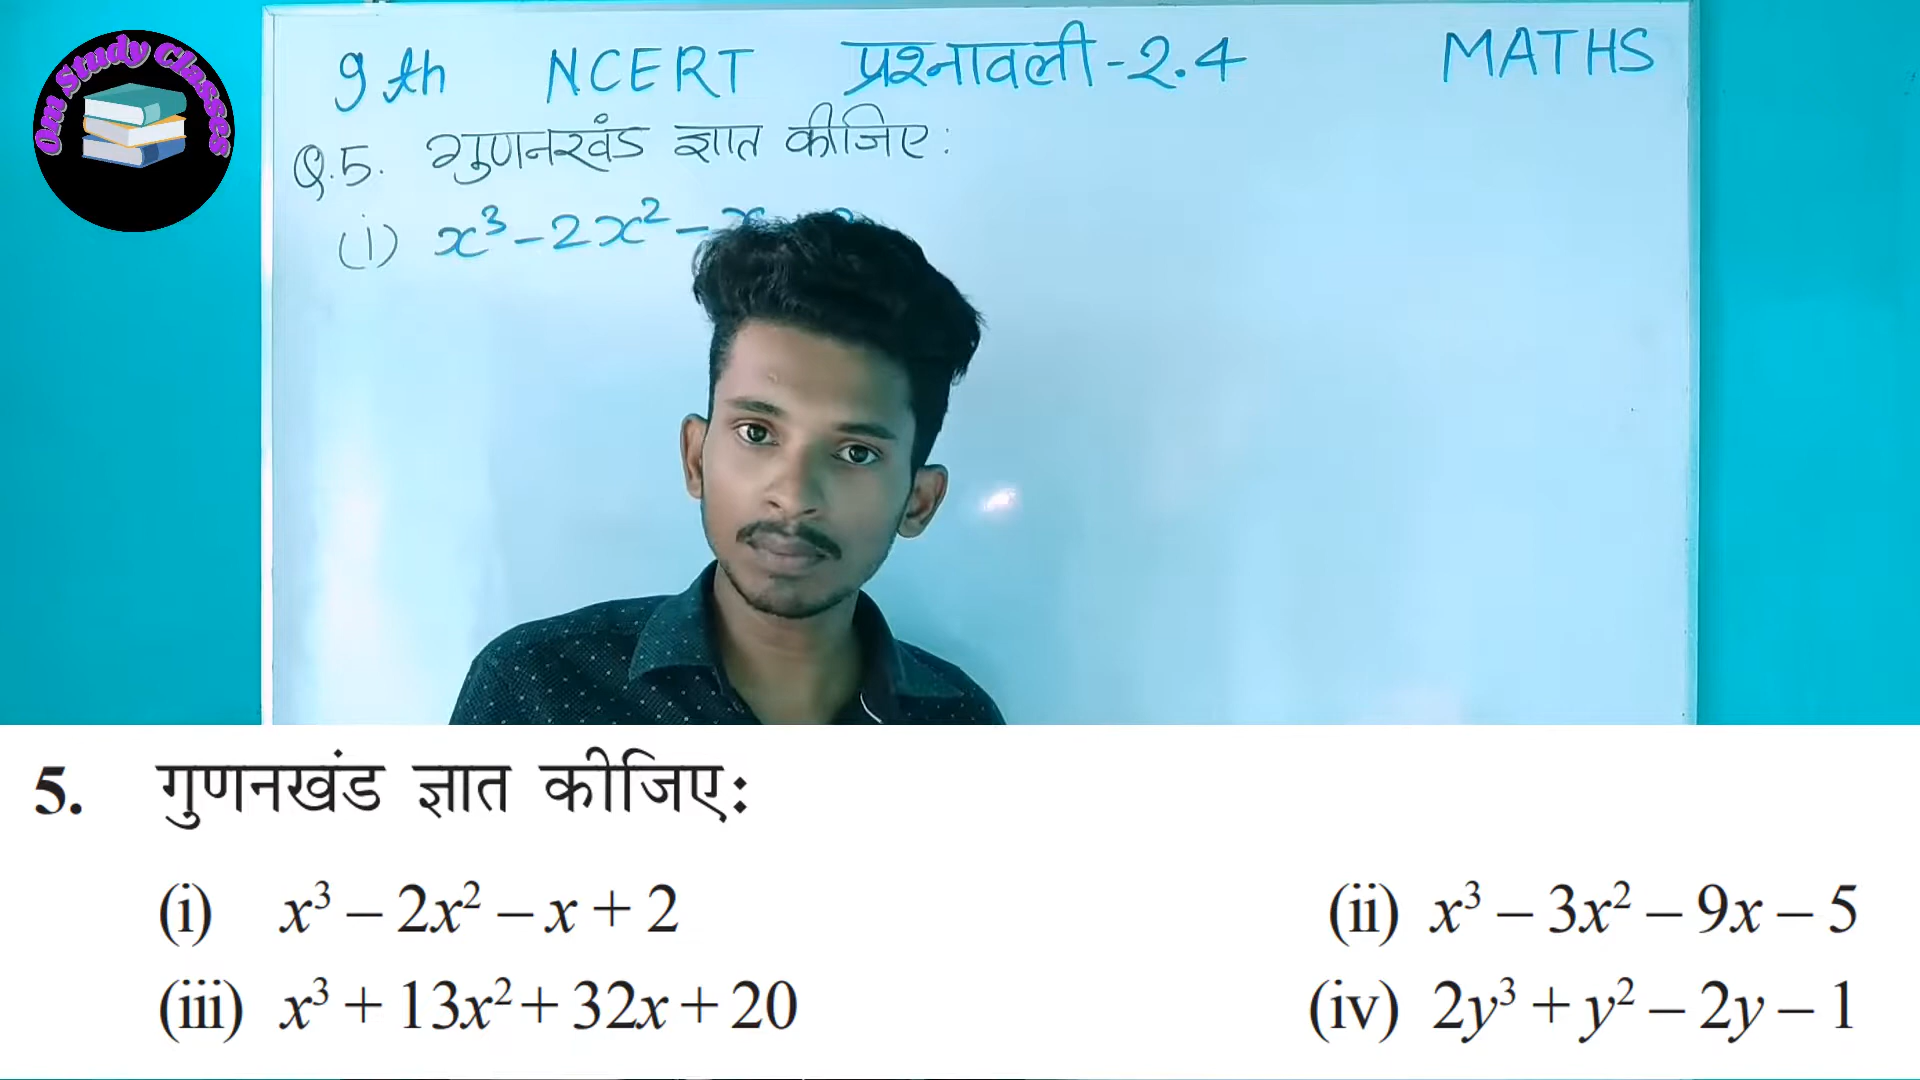 Om Study Classes
9th NCERT प्रश्नावली-2.4 MATHS
Q.5. गुणनखंड ज्ञात कीजिए:
(i) x³-2x²-x
5. गुणनखंड ज्ञात कीजिए:
(i) x³ – 2x² – x + 2 (ii) x³ – 3x² – 9x – 5
(iii) x³ + 13x² + 32x + 20 (iv) 2y³ + y² – 2y – 1